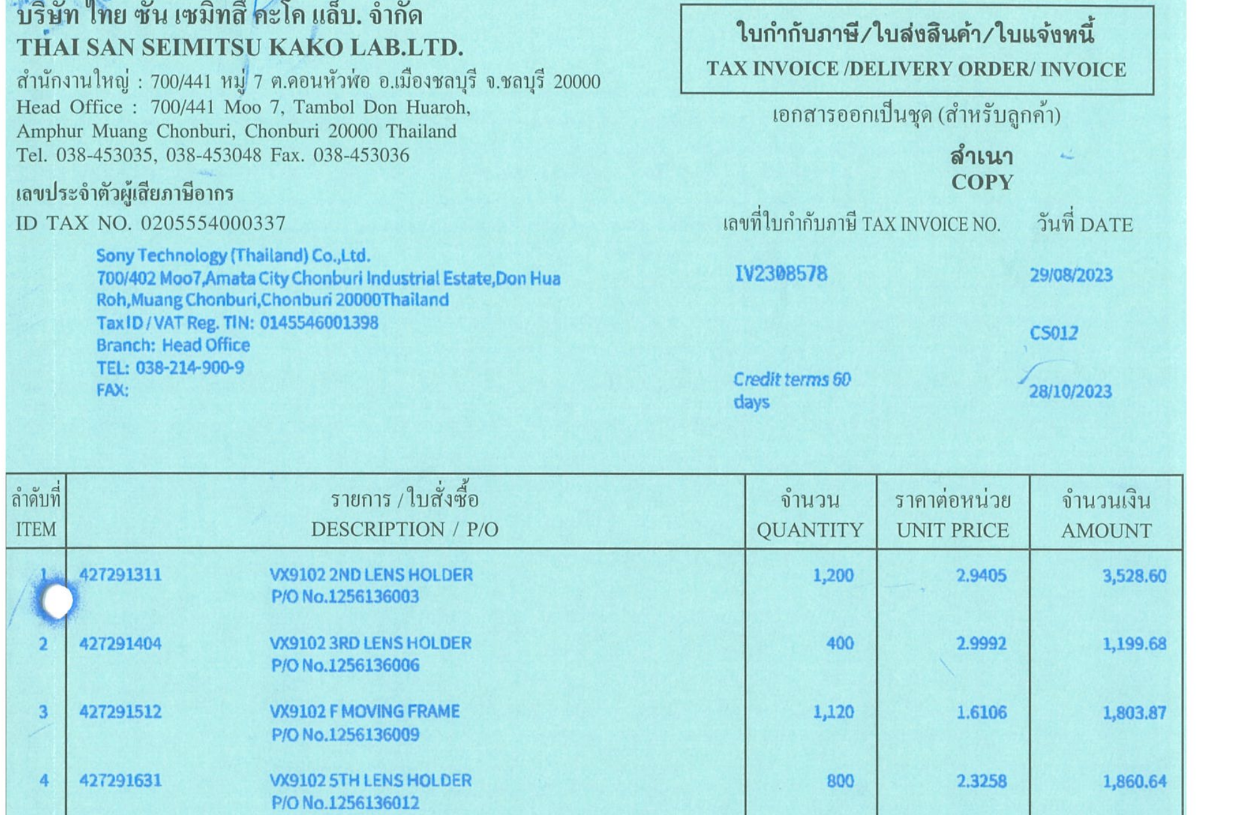 บริษัท ไทย ซัน เซมิทสึ คะโค แล็บ. จำกัด
THAI SAN SEIMITSU KAKO LAB.LTD.
สำนักงานใหญ่ : 700/441 หมู่ 7 ต.ดอนหัวฬ่อ อ.เมืองชลบุรี จ.ชลบุรี 20000
Head Office : 700/441 Moo 7, Tambol Don Huaroh,
Amphur Muang Chonburi, Chonburi 20000 Thailand
Tel. 038-453035, 038-453048 Fax. 038-453036
เลขประจำตัวผู้เสียภาษีอากร
ID TAX NO. 0205554000337
ใบกำกับภาษี/ใบส่งสินค้า/ใบแจ้งหนี้
TAX INVOICE /DELIVERY ORDER/ INVOICE
เอกสารออกเป็นชุด (สำหรับลูกค้า)
สำเนา
COPY
เลขที่ใบกำกับภาษี TAX INVOICE NO. วันที่ DATE
Sony Technology (Thailand) Co.,Ltd.
700/402 Moo7,Amata City Chonburi Industrial Estate,Don Hua
Roh,Muang Chonburi,Chonburi 20000Thailand
Tax ID / VAT Reg. TIN: 0145546001398
Branch: Head Office
TEL: 038-214-900-9
FAX:
IV2308578 29/08/2023
CS012
Credit terms 60
days
28/10/2023
ลำดับที่ รายการ / ใบสั่งซื้อ จำนวน ราคาต่อหน่วย จำนวนเงิน
ITEM DESCRIPTION / P/O QUANTITY UNIT PRICE AMOUNT
1 427291311 VX9102 2ND LENS HOLDER 1,200 2.9405 3,528.60
P/O No.1256136003
2 427291404 VX9102 3RD LENS HOLDER 400 2.9992 1,199.68
P/O No.1256136006
3 427291512 VX9102 F MOVING FRAME 1,120 1.6106 1,803.87
P/O No.1256136009
4 427291631 VX9102 5TH LENS HOLDER 800 2.3258 1,860.64
P/O No.1256136012